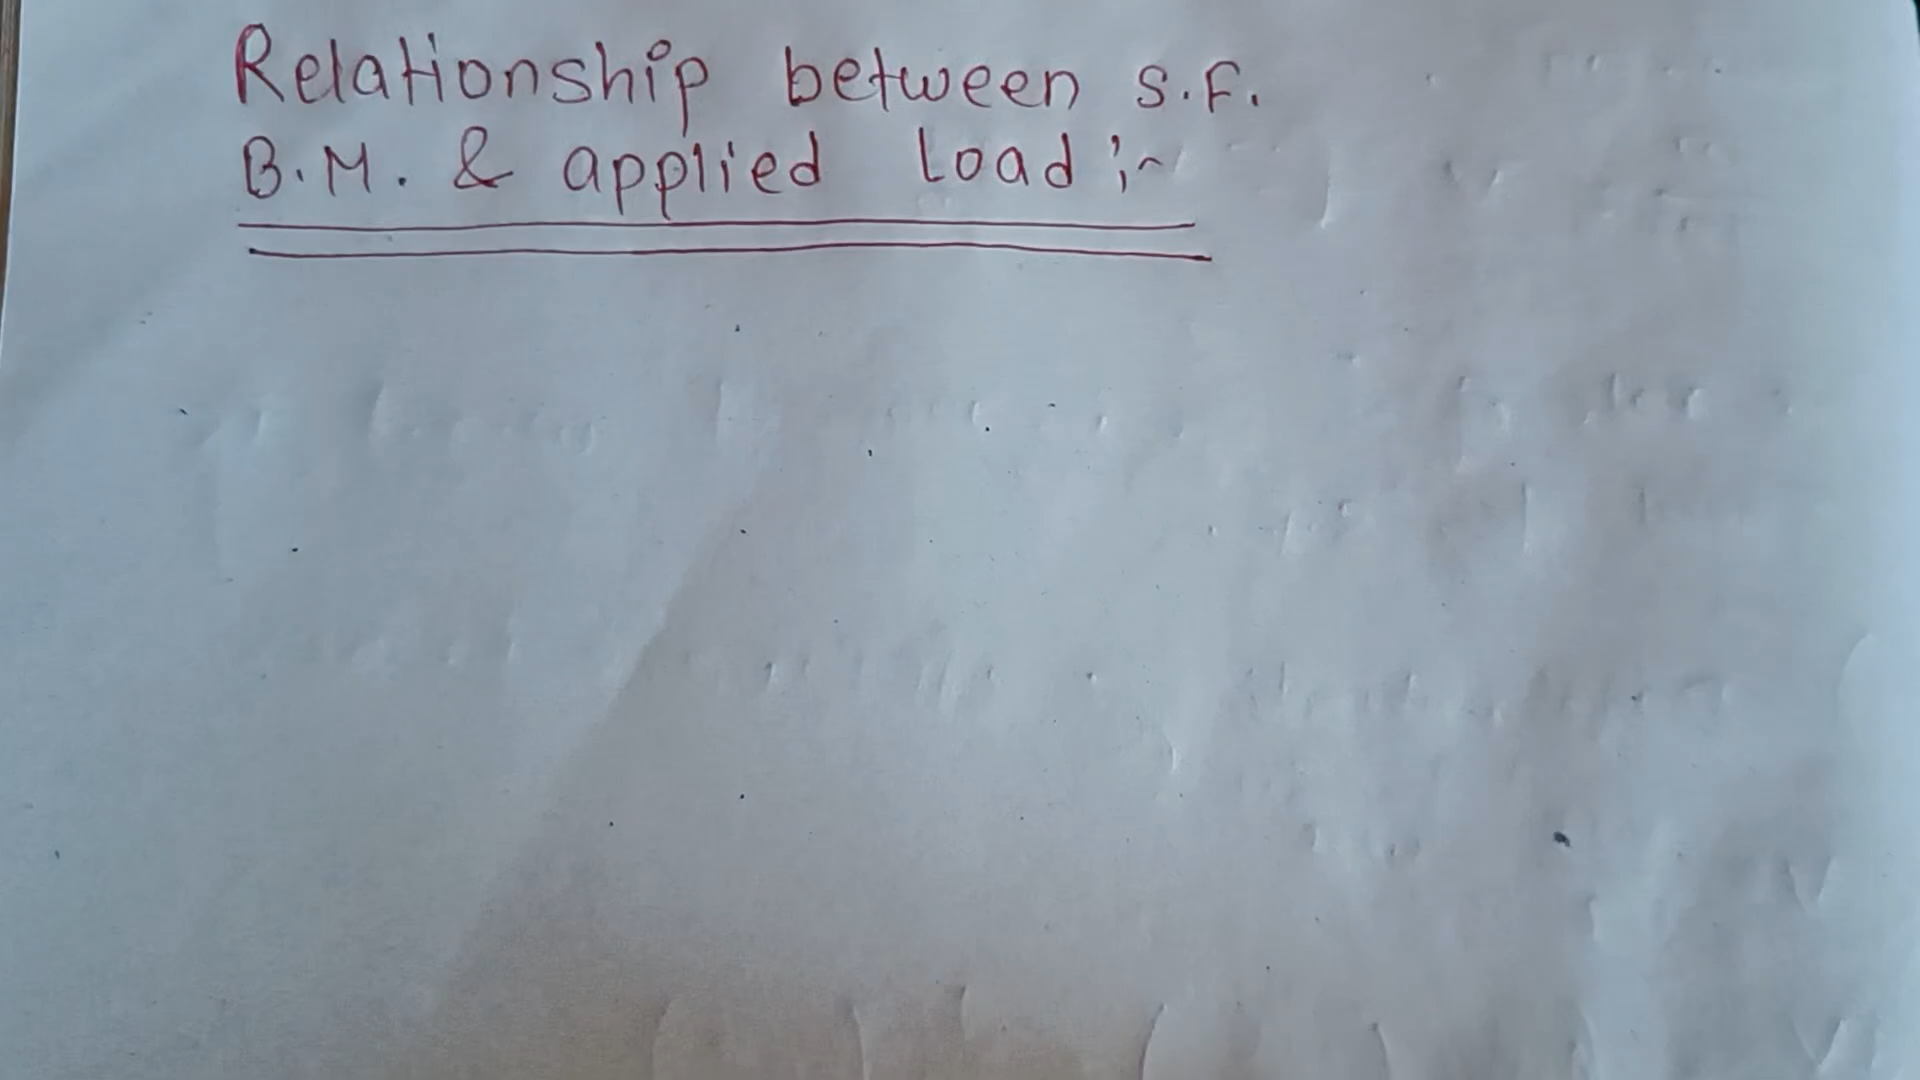 Relationship between S.F.
B.M. & applied load :-